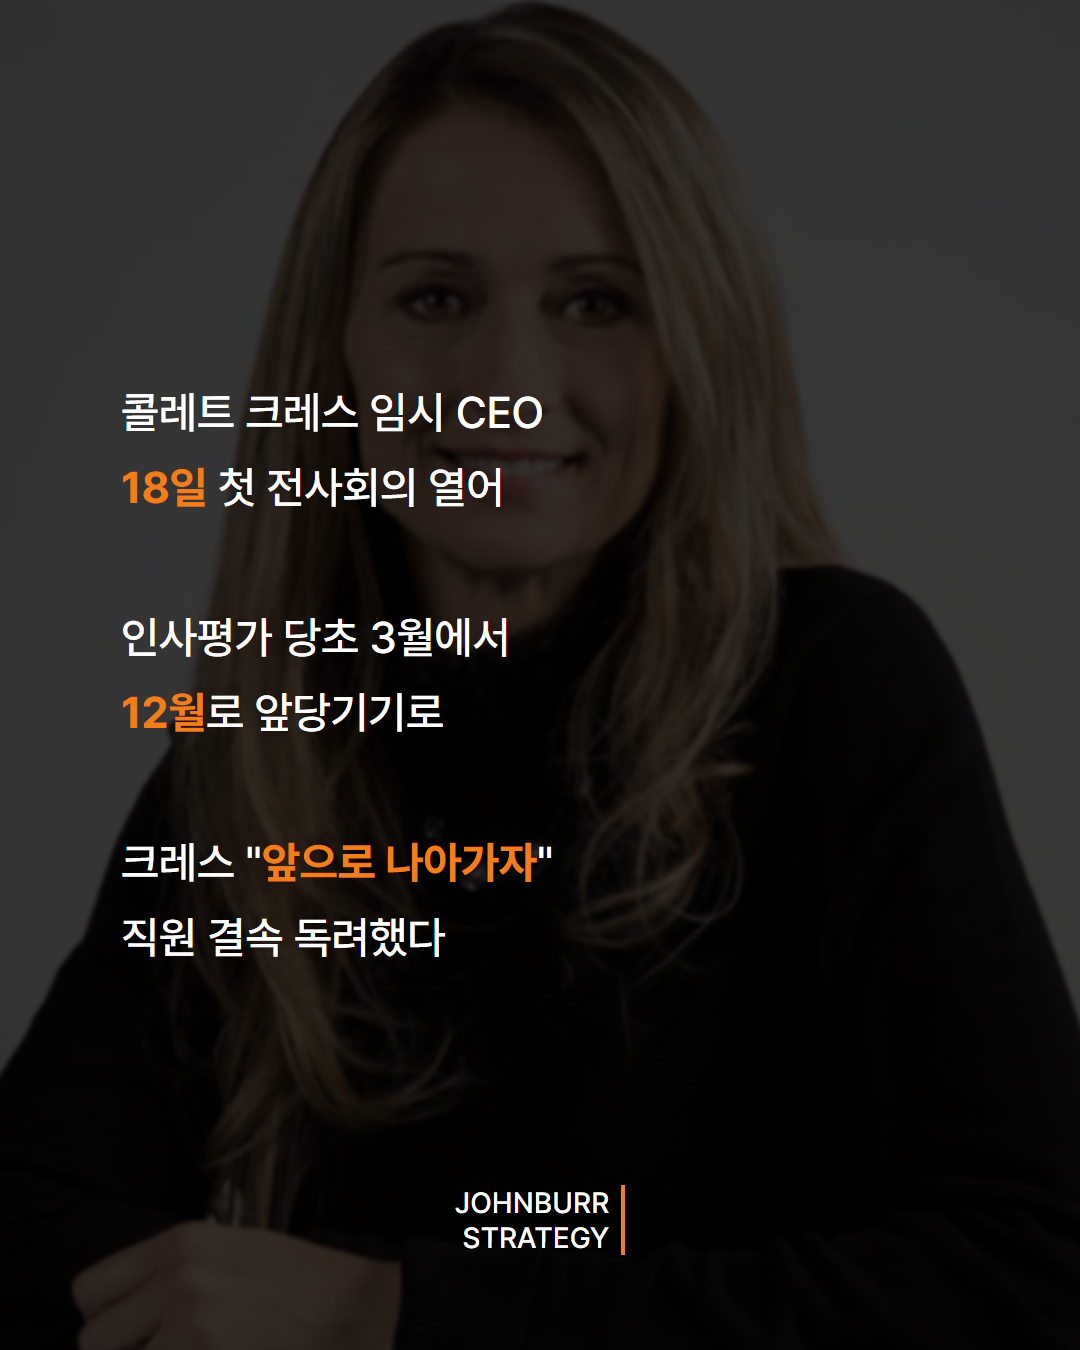 콜레트 크레스 임시 CEO
18일 첫 전사회의 열어
인사평가 당초 3월에서
12월로 앞당기기로
크레스 "앞으로 나아가자"
직원 결속 독려했다
JOHNBURR
STRATEGY